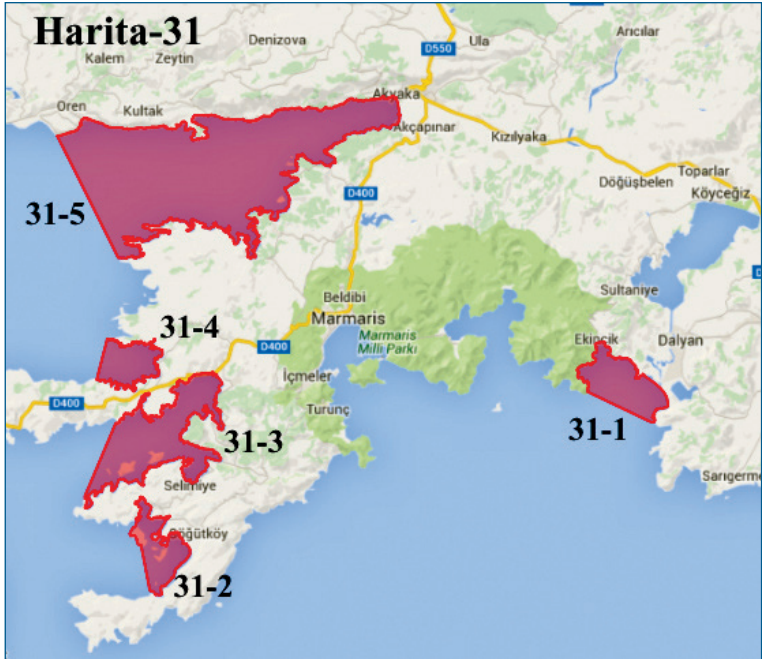 Harita-31
Denizova
Ula
Arıcılar
Kalem
Zeytin
D550
Akyaka
Oren
Kultak
Akçapınar
Kızılyaka
Toparlar
Döğüşbelen
Köyceğiz
D400
31-5
Sultaniye
Beldibi
Marmaris
31-4
Marmaris
Milli Parkı
Ekincik
Dalyan
D400
İçmeler
D400
Turunç
31-1
31-3
Sarıgerme
Selimiye
Söğütköy
31-2